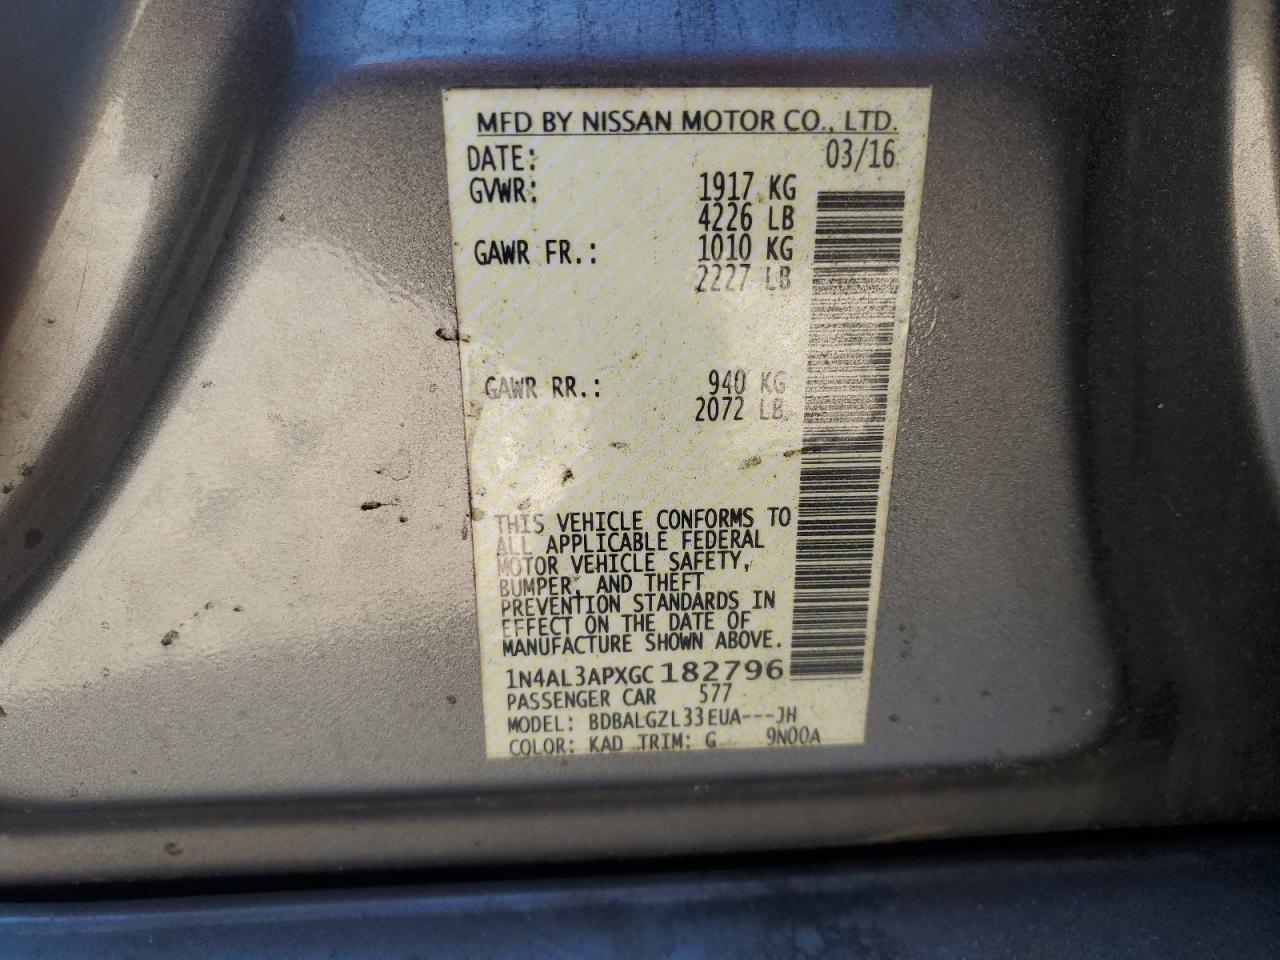 MFD BY NISSAN MOTOR CO., LTD.
DATE: 03/16
GVWR: 1917 KG
4226 LB
GAWR FR.: 1010 KG
2227 LB
GAWR RR.: 940 KG
2072 LB
THIS VEHICLE CONFORMS TO
ALL APPLICABLE FEDERAL
MOTOR VEHICLE SAFETY,
BUMPER, AND THEFT
PREVENTION STANDARDS IN
EFFECT ON THE DATE OF
MANUFACTURE SHOWN ABOVE.
1N4AL3APXGC182796
PASSENGER CAR 577
MODEL: BDBALGZL33EUA---JH
COLOR: KAD TRIM: G 9N00A